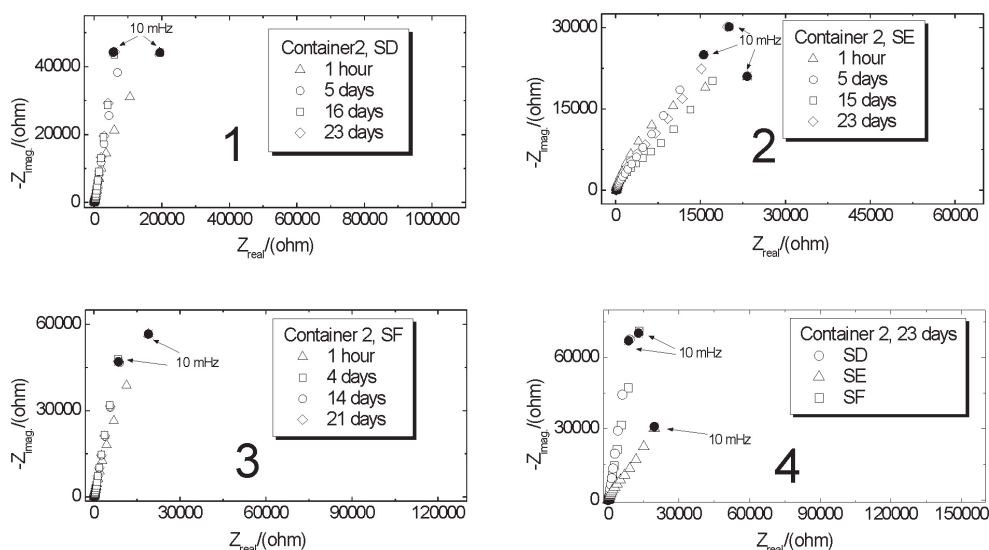 10 mHz
Container2, SD
1 hour
5 days
16 days
23 days
1
-Z_imag./(ohm)
40000
20000
0
0 20000 40000 60000 80000 100000
Z_real/(ohm)
10 mHz
Container 2, SE
1 hour
5 days
15 days
23 days
2
-Z_imag./(ohm)
30000
15000
0
0 15000 30000 45000 60000
Z_real/(ohm)
10 mHz
Container 2, SF
1 hour
4 days
14 days
21 days
3
-Z_imag./(ohm)
60000
30000
0
0 30000 60000 90000 120000
Z_real/(ohm)
10 mHz
10 mHz
Container 2, 23 days
SD
SE
SF
4
-Z_imag./(ohm)
60000
30000
0
0 30000 60000 90000 120000 150000
Z_real/(ohm)